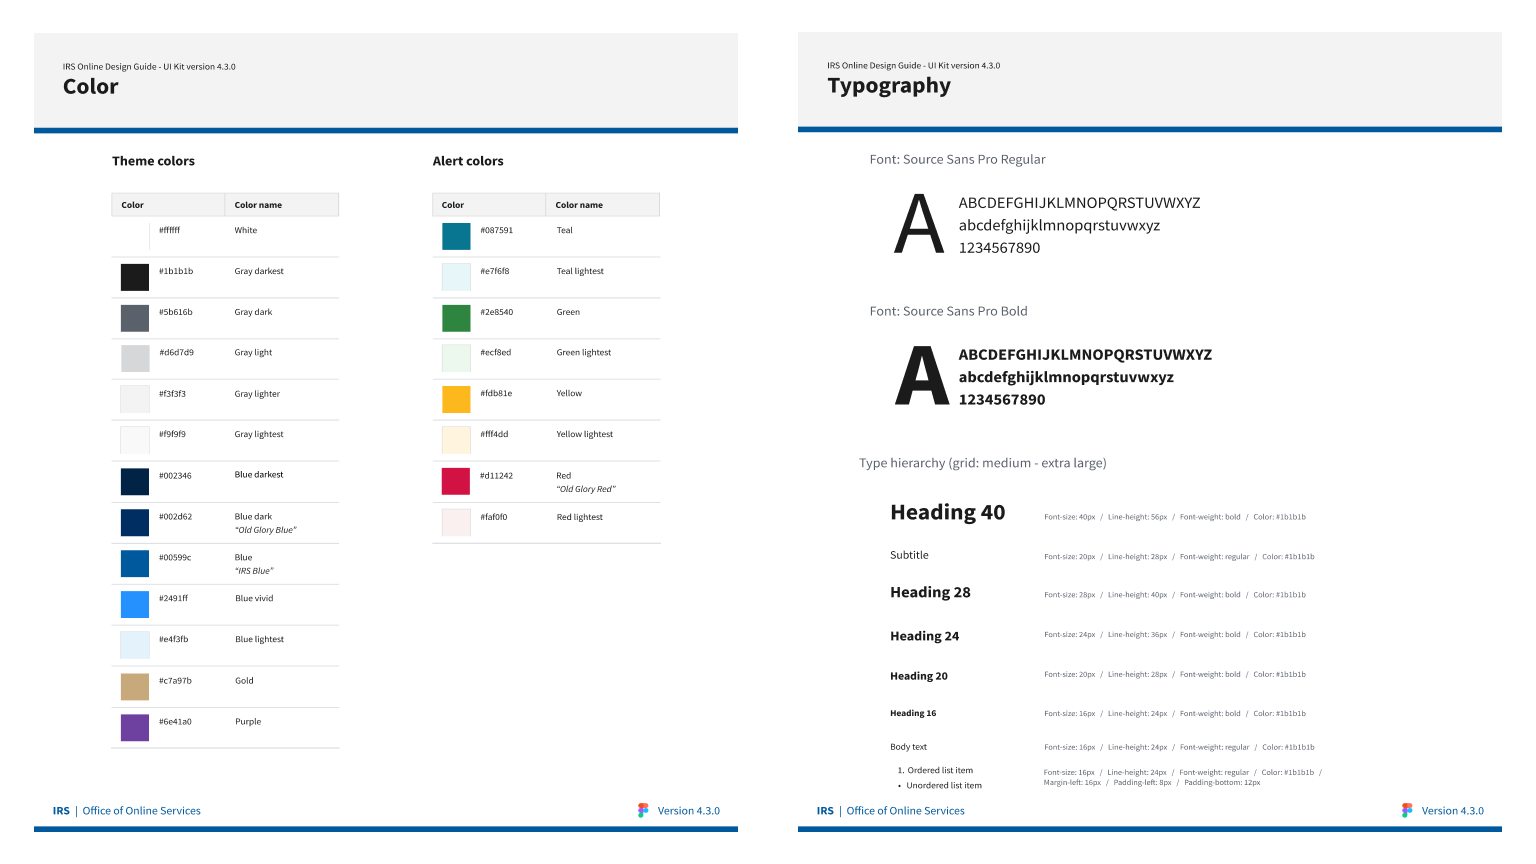 IRS Online Design Guide - UI Kit version 4.3.0
Color
Theme colors
Color Color name
#ffffff White
#1b1b1b Gray darkest
#5b616b Gray dark
#d6d7d9 Gray light
#f3f3f3 Gray lighter
#f9f9f9 Gray lightest
#002346 Blue darkest
#002d62 Blue dark
“Old Glory Blue”
#00599c Blue
“IRS Blue”
#2491ff Blue vivid
#e4f3fb Blue lightest
#c7a97b Gold
#6e41a0 Purple
Alert colors
Color Color name
#087591 Teal
#e7f6f8 Teal lightest
#2e8540 Green
#ecf8ed Green lightest
#fdb81e Yellow
#fff4dd Yellow lightest
#d11242 Red
“Old Glory Red”
#faf0f0 Red lightest
IRS | Office of Online Services Version 4.3.0
IRS Online Design Guide - UI Kit version 4.3.0
Typography
Font: Source Sans Pro Regular
A
ABCDEFGHIJKLMNOPQRSTUVWXYZ
abcdefghijklmnopqrstuvwxyz
1234567890
Font: Source Sans Pro Bold
A
ABCDEFGHIJKLMNOPQRSTUVWXYZ
abcdefghijklmnopqrstuvwxyz
1234567890
Type hierarchy (grid: medium - extra large)
Heading 40 Font-size: 40px / Line-height: 56px / Font-weight: bold / Color: #1b1b1b
Subtitle Font-size: 20px / Line-height: 28px / Font-weight: regular / Color: #1b1b1b
Heading 28 Font-size: 28px / Line-height: 40px / Font-weight: bold / Color: #1b1b1b
Heading 24 Font-size: 24px / Line-height: 36px / Font-weight: bold / Color: #1b1b1b
Heading 20 Font-size: 20px / Line-height: 28px / Font-weight: bold / Color: #1b1b1b
Heading 16 Font-size: 16px / Line-height: 24px / Font-weight: bold / Color: #1b1b1b
Body text Font-size: 16px / Line-height: 24px / Font-weight: regular / Color: #1b1b1b
1. Ordered list item Font-size: 16px / Line-height: 24px / Font-weight: regular / Color: #1b1b1b /
• Unordered list item Margin-left: 16px / Padding-left: 8px / Padding-bottom: 12px
IRS | Office of Online Services Version 4.3.0